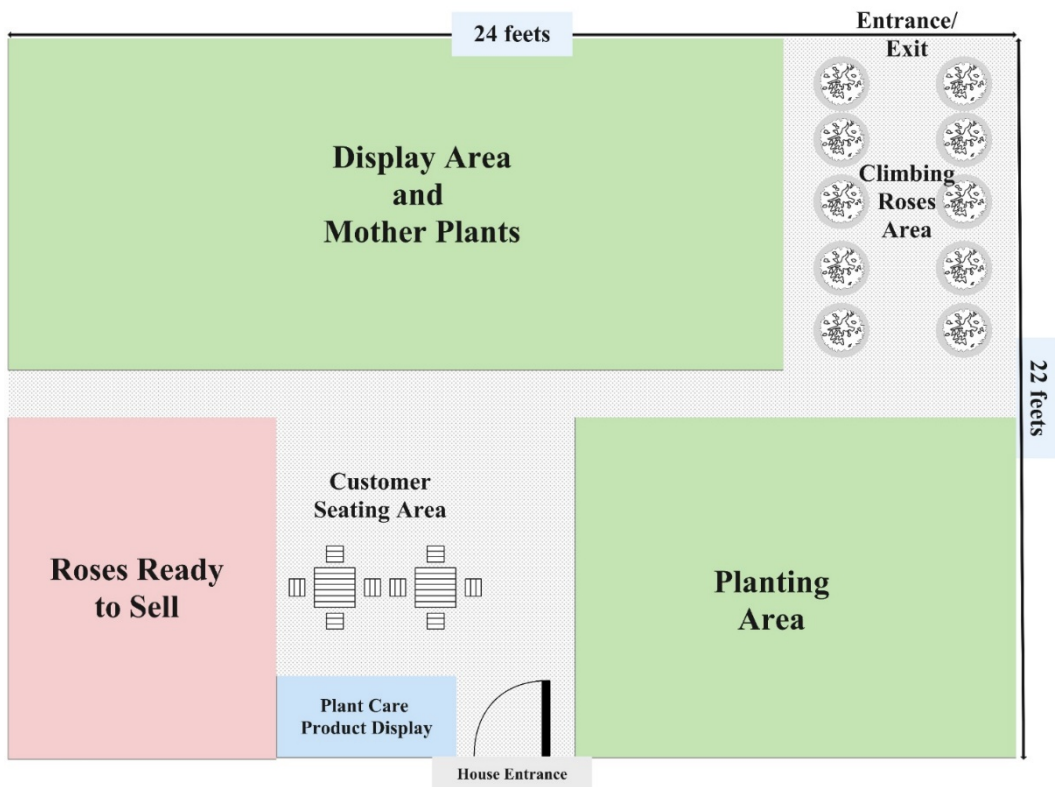 24 feets
Entrance/
Exit
Display Area
and
Mother Plants
Climbing
Roses
Area
22 feets
Customer
Seating Area
Roses Ready
to Sell
Planting
Area
Plant Care
Product Display
House Entrance